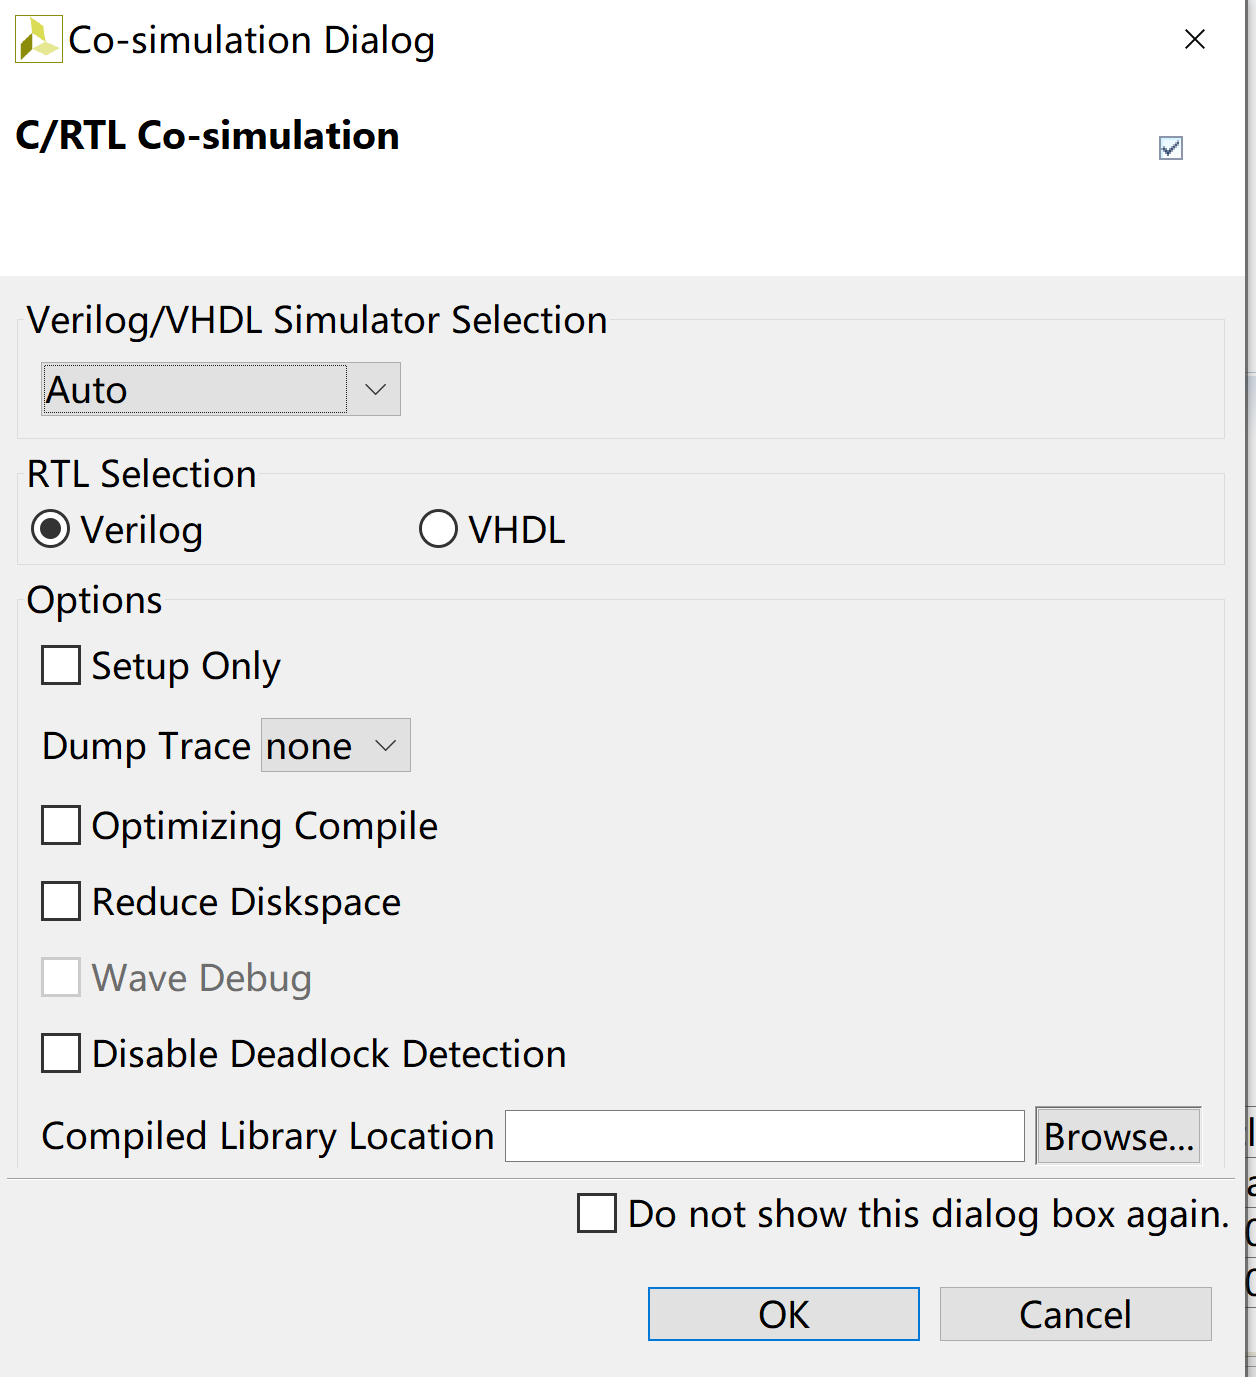 Co-simulation Dialog
C/RTL Co-simulation
Verilog/VHDL Simulator Selection
Auto
RTL Selection
Verilog VHDL
Options
Setup Only
Dump Trace none
Optimizing Compile
Reduce Diskspace
Wave Debug
Disable Deadlock Detection
Compiled Library Location Browse...
Do not show this dialog box again.
OK Cancel